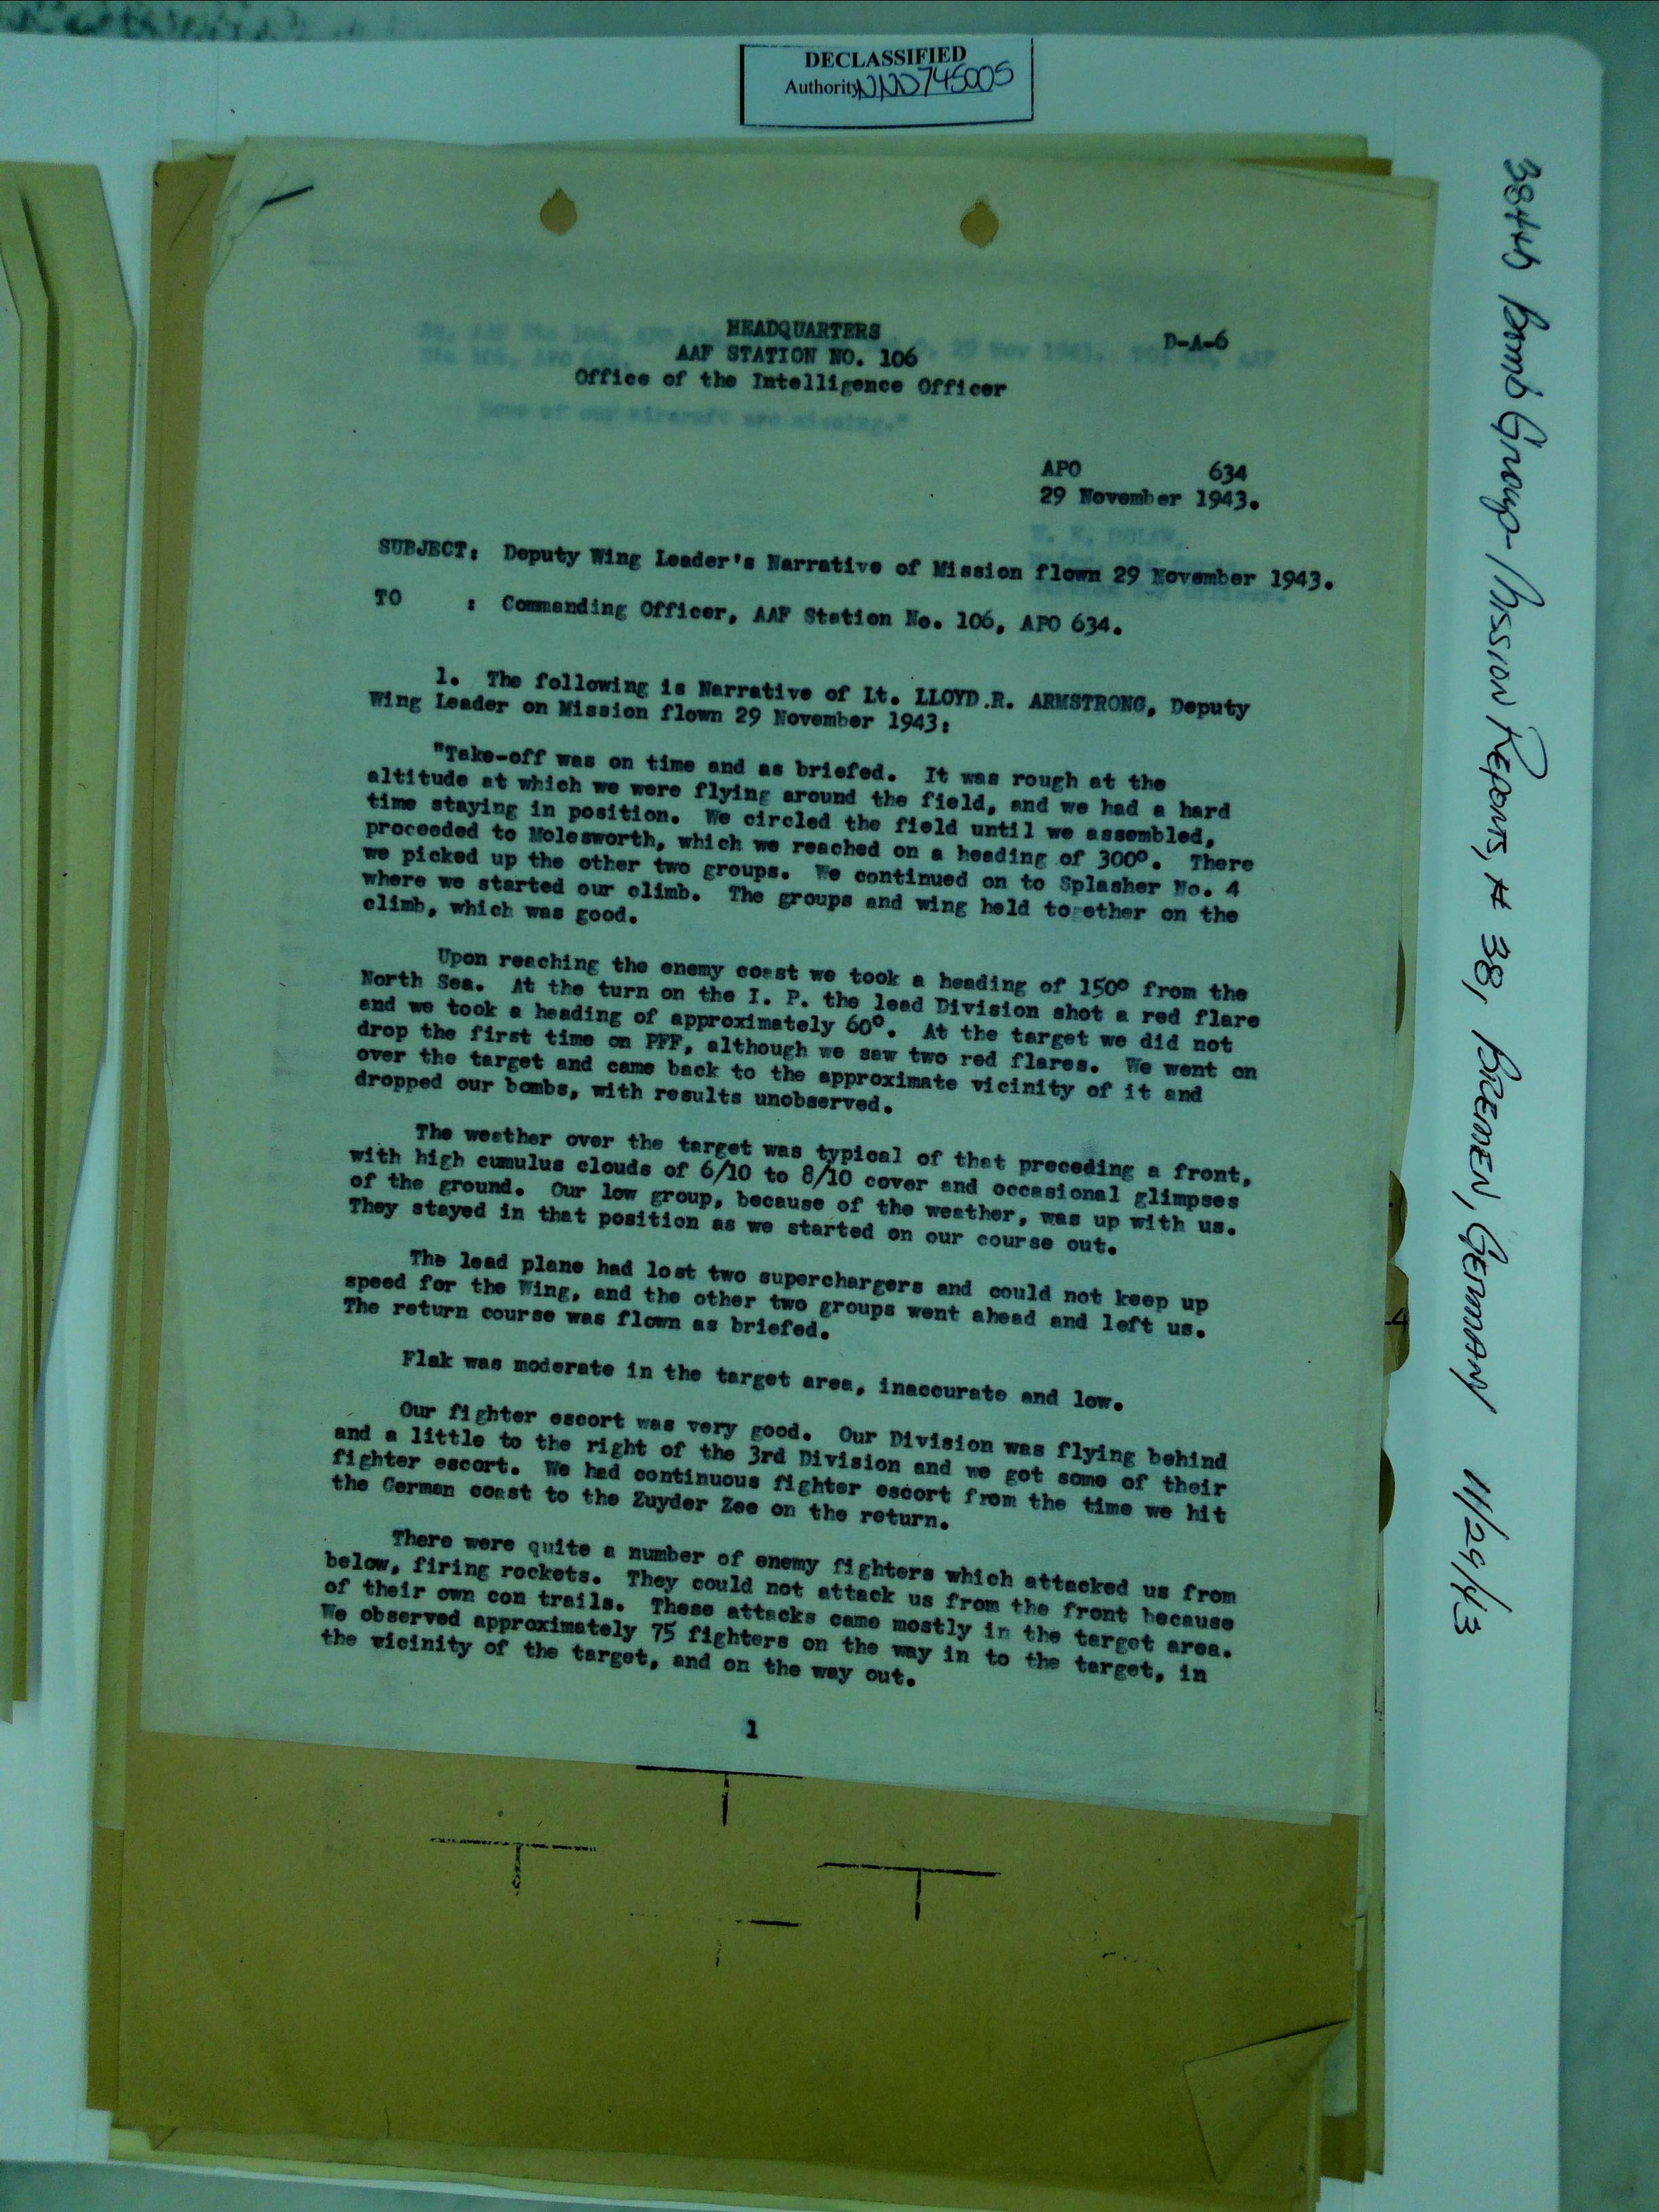 DECLASSIFIED
Authority NND745005
HEADQUARTERS
AAF STATION NO. 106
Office of the Intelligence Officer
D-A-6
None of our aircraft are missing."
APO 634
29 November 1943.
SUBJECT: Deputy Wing Leader's Narrative of Mission flown 29 November 1943.
TO : Commanding Officer, AAF Station No. 106, APO 634.
1. The following is Narrative of Lt. LLOYD R. ARMSTRONG, Deputy
Wing Leader on Mission flown 29 November 1943:
"Take-off was on time and as briefed. It was rough at the
altitude at which we were flying around the field, and we had a hard
time staying in position. We circled the field until we assembled,
proceeded to Molesworth, which we reached on a heading of 300°. There
we picked up the other two groups. We continued on to Splasher No. 4
where we started our climb. The groups and wing held together on the
climb, which was good.
Upon reaching the enemy coast we took a heading of 150° from the
North Sea. At the turn on the I. P. the lead Division shot a red flare
and we took a heading of approximately 60°. At the target we did not
drop the first time on PFF, although we saw two red flares. We went on
over the target and came back to the approximate vicinity of it and
dropped our bombs, with results unobserved.
The weather over the target was typical of that preceding a front,
with high cumulus clouds of 6/10 to 8/10 cover and occasional glimpses
of the ground. Our low group, because of the weather, was up with us.
They stayed in that position as we started on our course out.
The lead plane had lost two superchargers and could not keep up
speed for the Wing, and the other two groups went ahead and left us.
The return course was flown as briefed.
Flak was moderate in the target area, inaccurate and low.
Our fighter escort was very good. Our Division was flying behind
and a little to the right of the 3rd Division and we got some of their
fighter escort. We had continuous fighter escort from the time we hit
the German coast to the Zuyder Zee on the return.
There were quite a number of enemy fighters which attacked us from
below, firing rockets. They could not attack us from the front because
of their own con trails. These attacks came mostly in the target area.
We observed approximately 75 fighters on the way in to the target, in
the vicinity of the target, and on the way out.
1
384th Bomb Group - Mission Reports, # 38, BREMEN, GERMANY 11/29/43